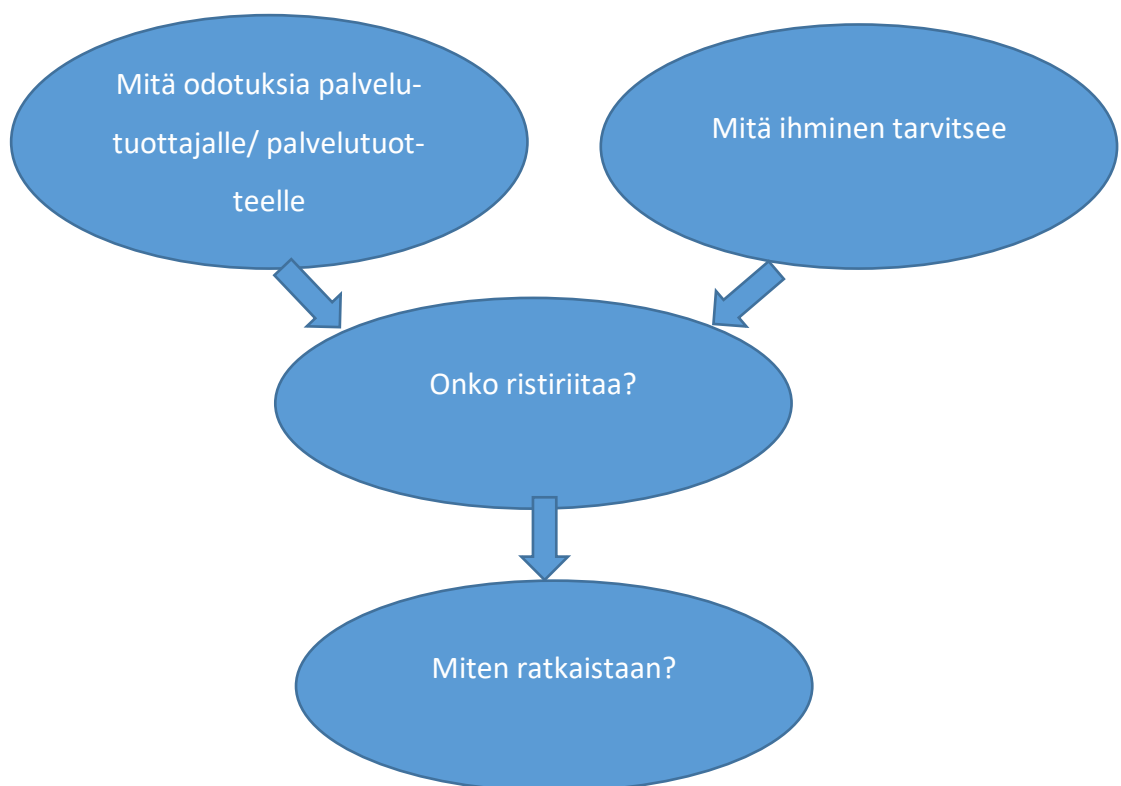 Mitä odotuksia palvelu-
tuottajalle/ palvelutuot-
teelle
Mitä ihminen tarvitsee
Onko ristiriitaa?
Miten ratkaistaan?